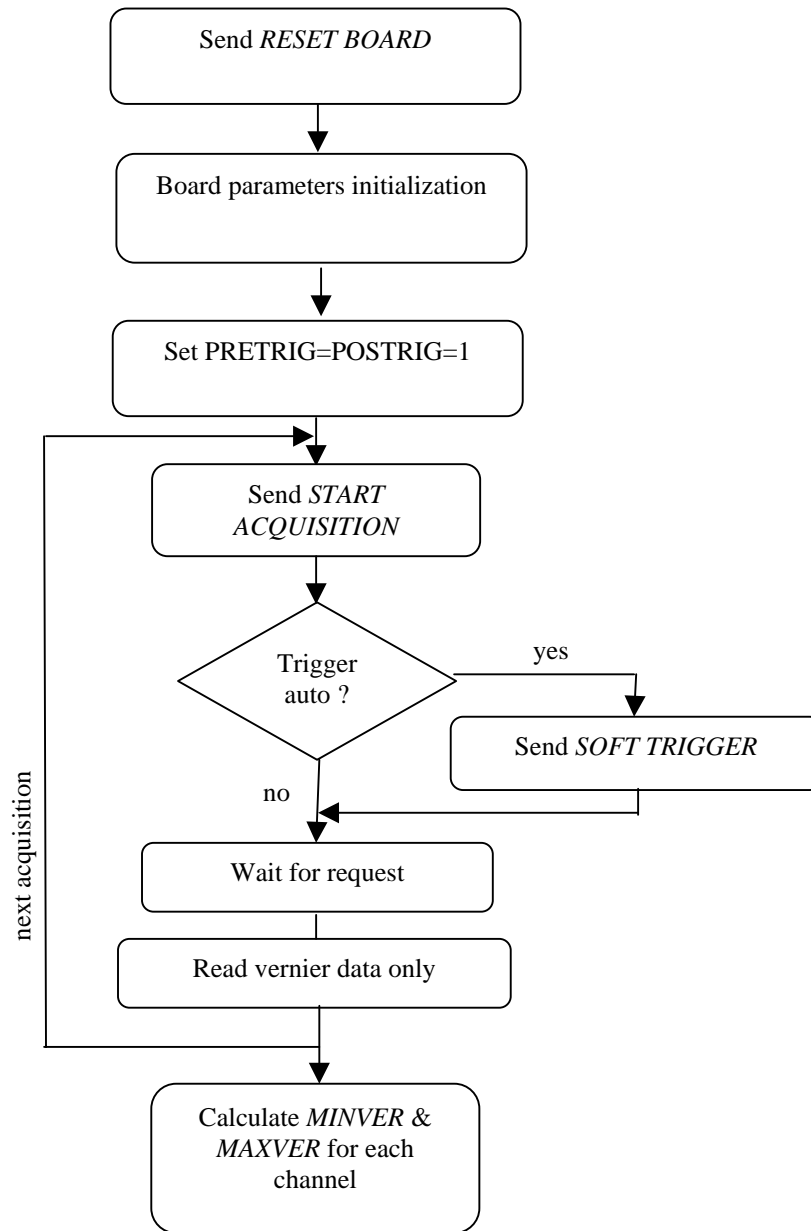 Send RESET BOARD
Board parameters initialization
Set PRETRIG=POSTRIG=1
Send START
ACQUISITION
Trigger
auto ?
yes
Send SOFT TRIGGER
no
Wait for request
Read vernier data only
next acquisition
Calculate MINVER &
MAXVER for each
channel